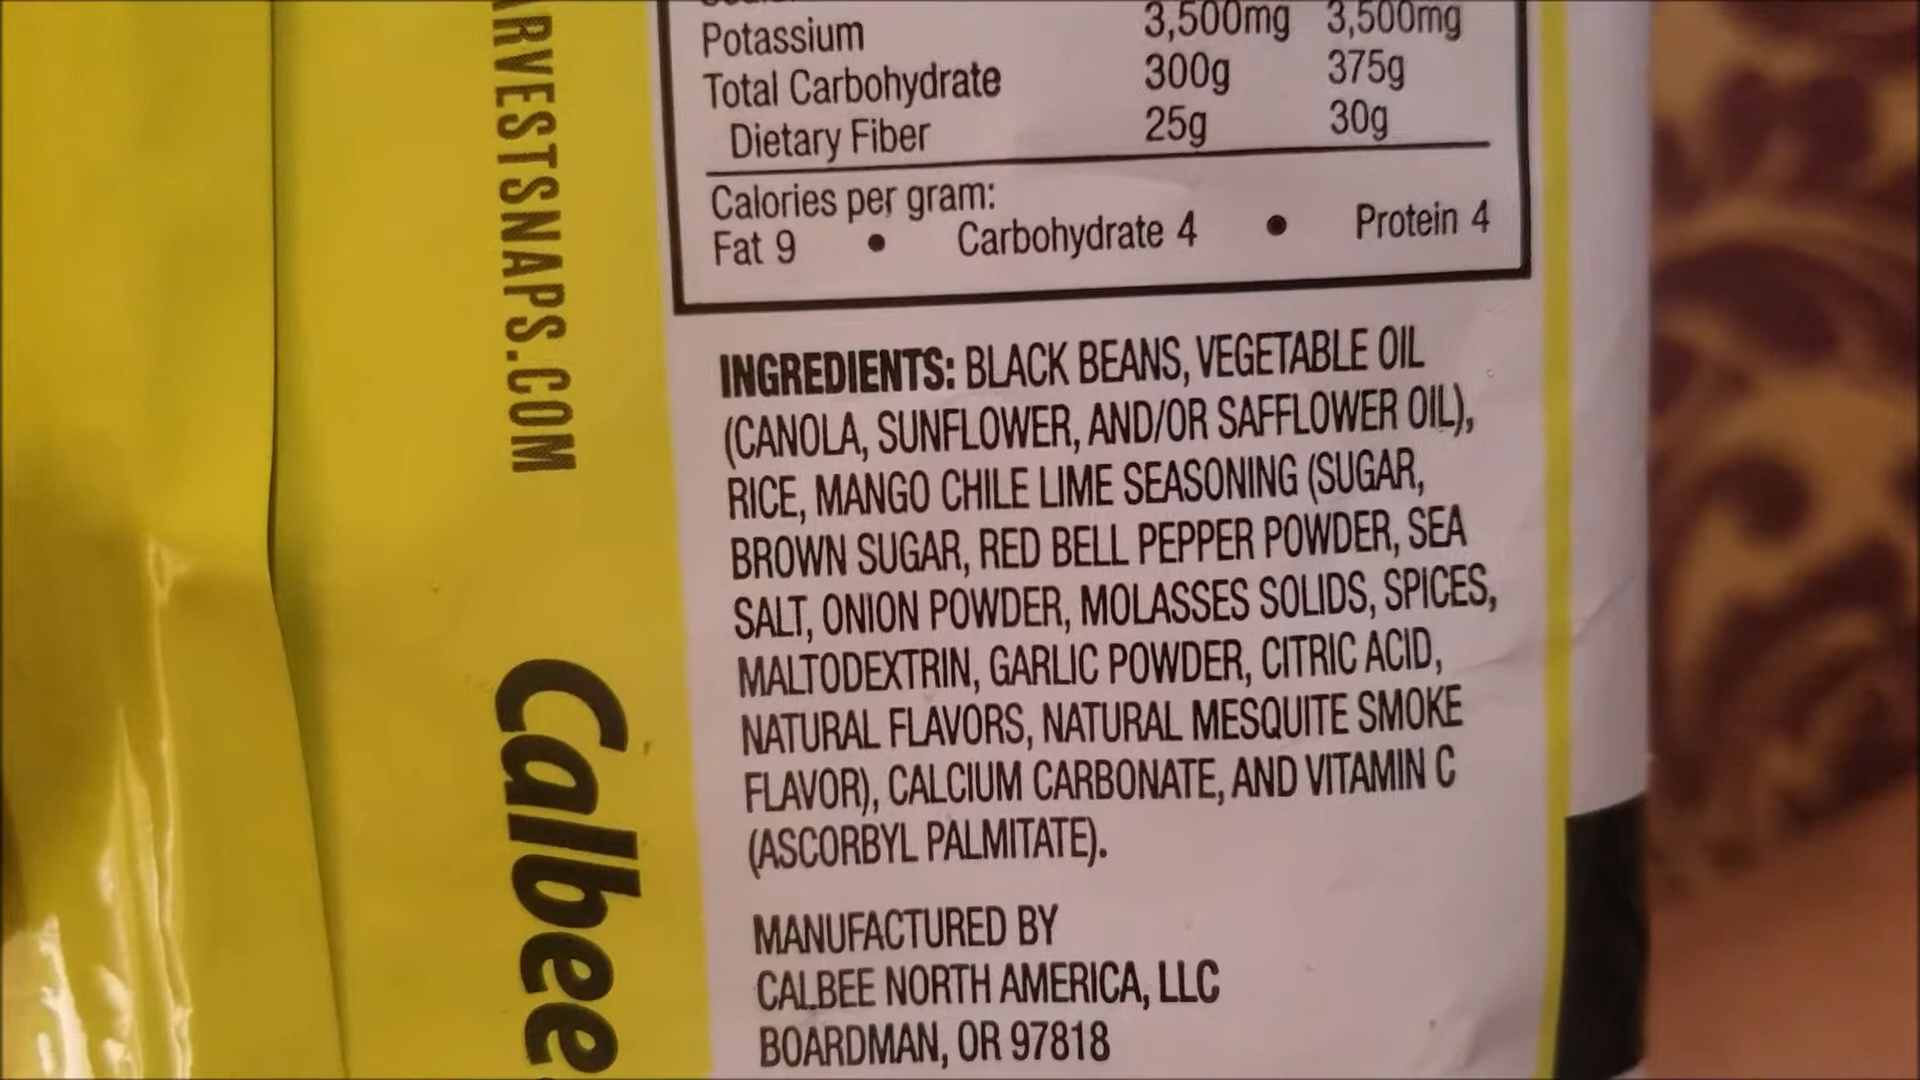 Potassium 3,500mg 3,500mg
Total Carbohydrate 300g 375g
Dietary Fiber 25g 30g
Calories per gram:
Fat 9 • Carbohydrate 4 • Protein 4
INGREDIENTS: BLACK BEANS, VEGETABLE OIL
(CANOLA, SUNFLOWER, AND/OR SAFFLOWER OIL),
RICE, MANGO CHILE LIME SEASONING (SUGAR,
BROWN SUGAR, RED BELL PEPPER POWDER, SEA
SALT, ONION POWDER, MOLASSES SOLIDS, SPICES,
MALTODEXTRIN, GARLIC POWDER, CITRIC ACID,
NATURAL FLAVORS, NATURAL MESQUITE SMOKE
FLAVOR), CALCIUM CARBONATE, AND VITAMIN C
(ASCORBYL PALMITATE).
MANUFACTURED BY
CALBEE NORTH AMERICA, LLC
BOARDMAN, OR 97818
RVESTSNAPS.COM
Calbee